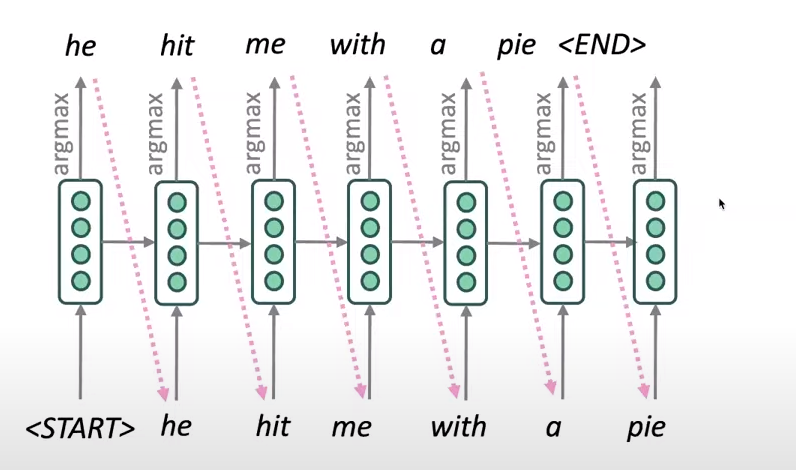 he hit me with a pie <END>
argmax argmax argmax argmax argmax argmax argmax
<START> he hit me with a pie